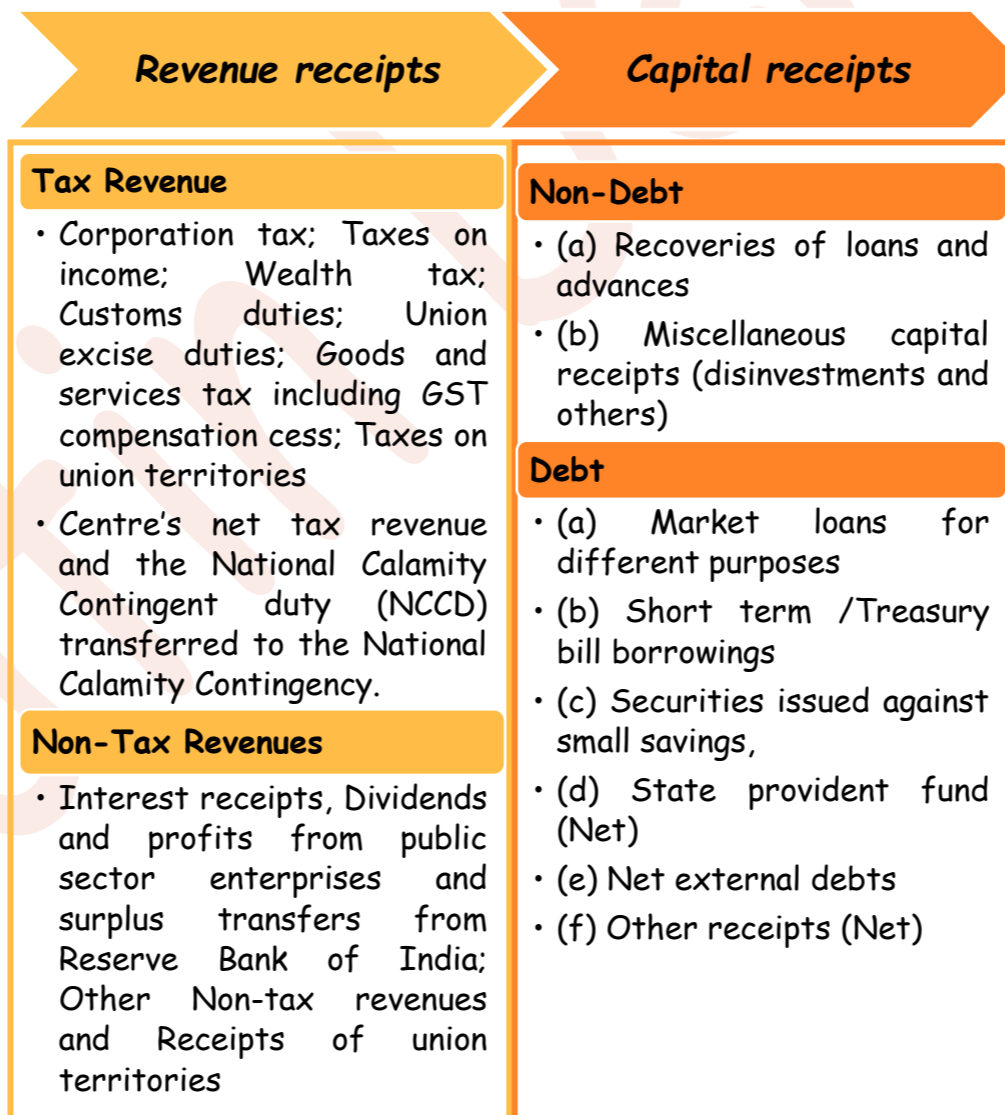 Revenue receipts
Capital receipts
Tax Revenue
• Corporation tax; Taxes on
income; Wealth tax;
Customs duties; Union
excise duties; Goods and
services tax including GST
compensation cess; Taxes on
union territories
• Centre's net tax revenue
and the National Calamity
Contingent duty (NCCD)
transferred to the National
Calamity Contingency.
Non-Tax Revenues
• Interest receipts, Dividends
and profits from public
sector enterprises and
surplus transfers from
Reserve Bank of India;
Other Non-tax revenues
and Receipts of union
territories
Non-Debt
• (a) Recoveries of loans and
advances
• (b) Miscellaneous capital
receipts (disinvestments and
others)
Debt
• (a) Market loans for
different purposes
• (b) Short term /Treasury
bill borrowings
• (c) Securities issued against
small savings,
• (d) State provident fund
(Net)
• (e) Net external debts
• (f) Other receipts (Net)